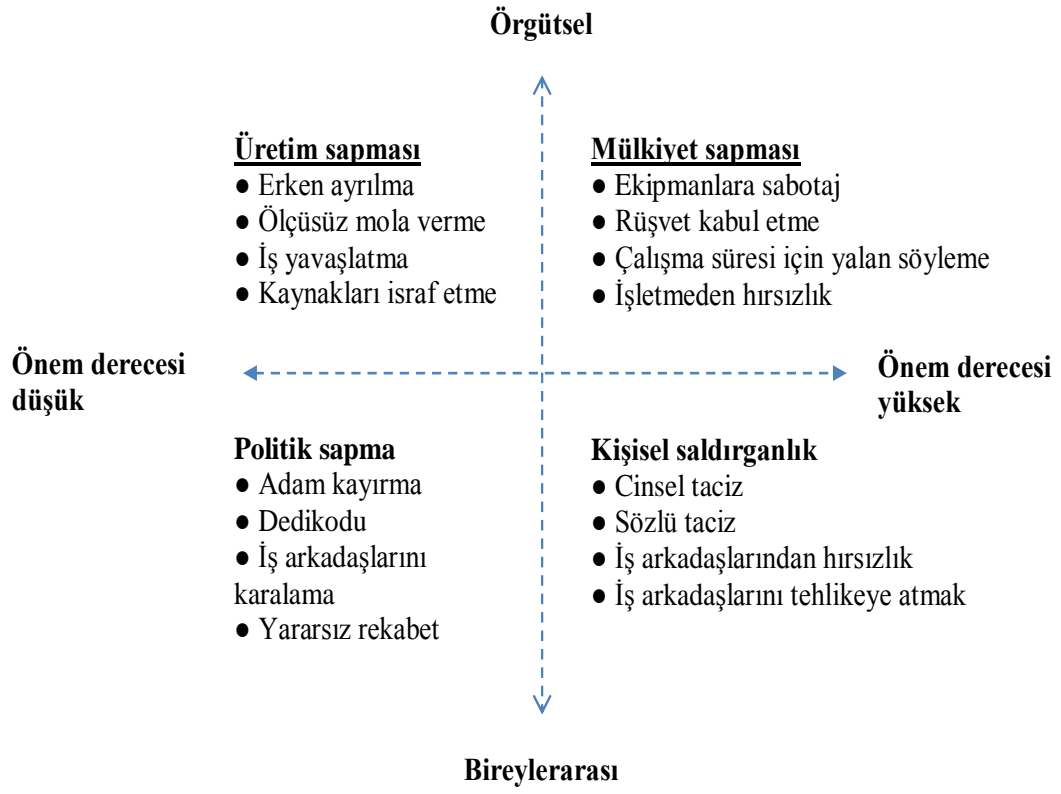 Örgütsel
Üretim sapması
● Erken ayrılma
● Ölçüsüz mola verme
● İş yavaşlatma
● Kaynakları israf etme
Mülkiyet sapması
● Ekipmanlara sabotaj
● Rüşvet kabul etme
● Çalışma süresi için yalan söyleme
● İşletmeden hırsızlık
Önem derecesi
düşük
Önem derecesi
yüksek
Politik sapma
● Adam kayırma
● Dedikodu
● İş arkadaşlarını
karalama
● Yararsız rekabet
Kişisel saldırganlık
● Cinsel taciz
● Sözlü taciz
● İş arkadaşlarından hırsızlık
● İş arkadaşlarını tehlikeye atmak
Bireylerarası